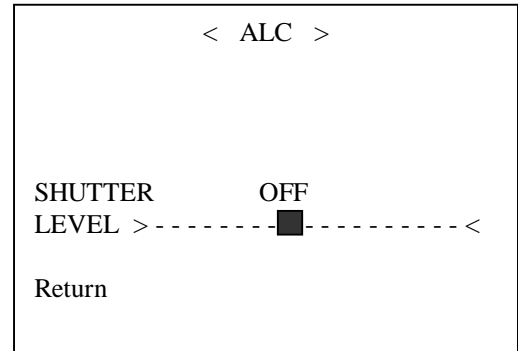 < ALC >
SHUTTER OFF
LEVEL >- - - - - - - -■- - - - - - - - - - <
Return